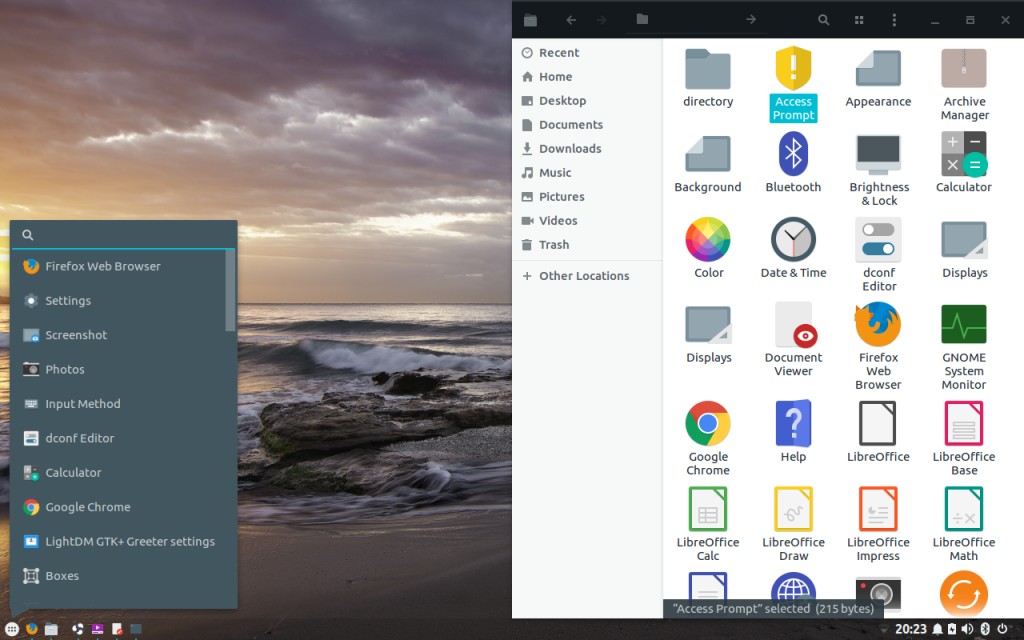 Recent
Home
Desktop
Documents
Downloads
Music
Pictures
Videos
Trash
Other Locations
directory
Access
Prompt
Appearance
Archive
Manager
Background
Bluetooth
Brightness
& Lock
Calculator
Color
Date & Time
dconf
Editor
Displays
Displays
Document
Viewer
Firefox
Web
Browser
GNOME
System
Monitor
Google
Chrome
Help
LibreOffice
LibreOffice
Base
LibreOffice
Calc
LibreOffice
Draw
LibreOffice
Impress
LibreOffice
Math
"Access Prompt" selected (215 bytes)
Firefox Web Browser
Settings
Screenshot
Photos
Input Method
dconf Editor
Calculator
Google Chrome
LightDM GTK+ Greeter settings
Boxes
20:23